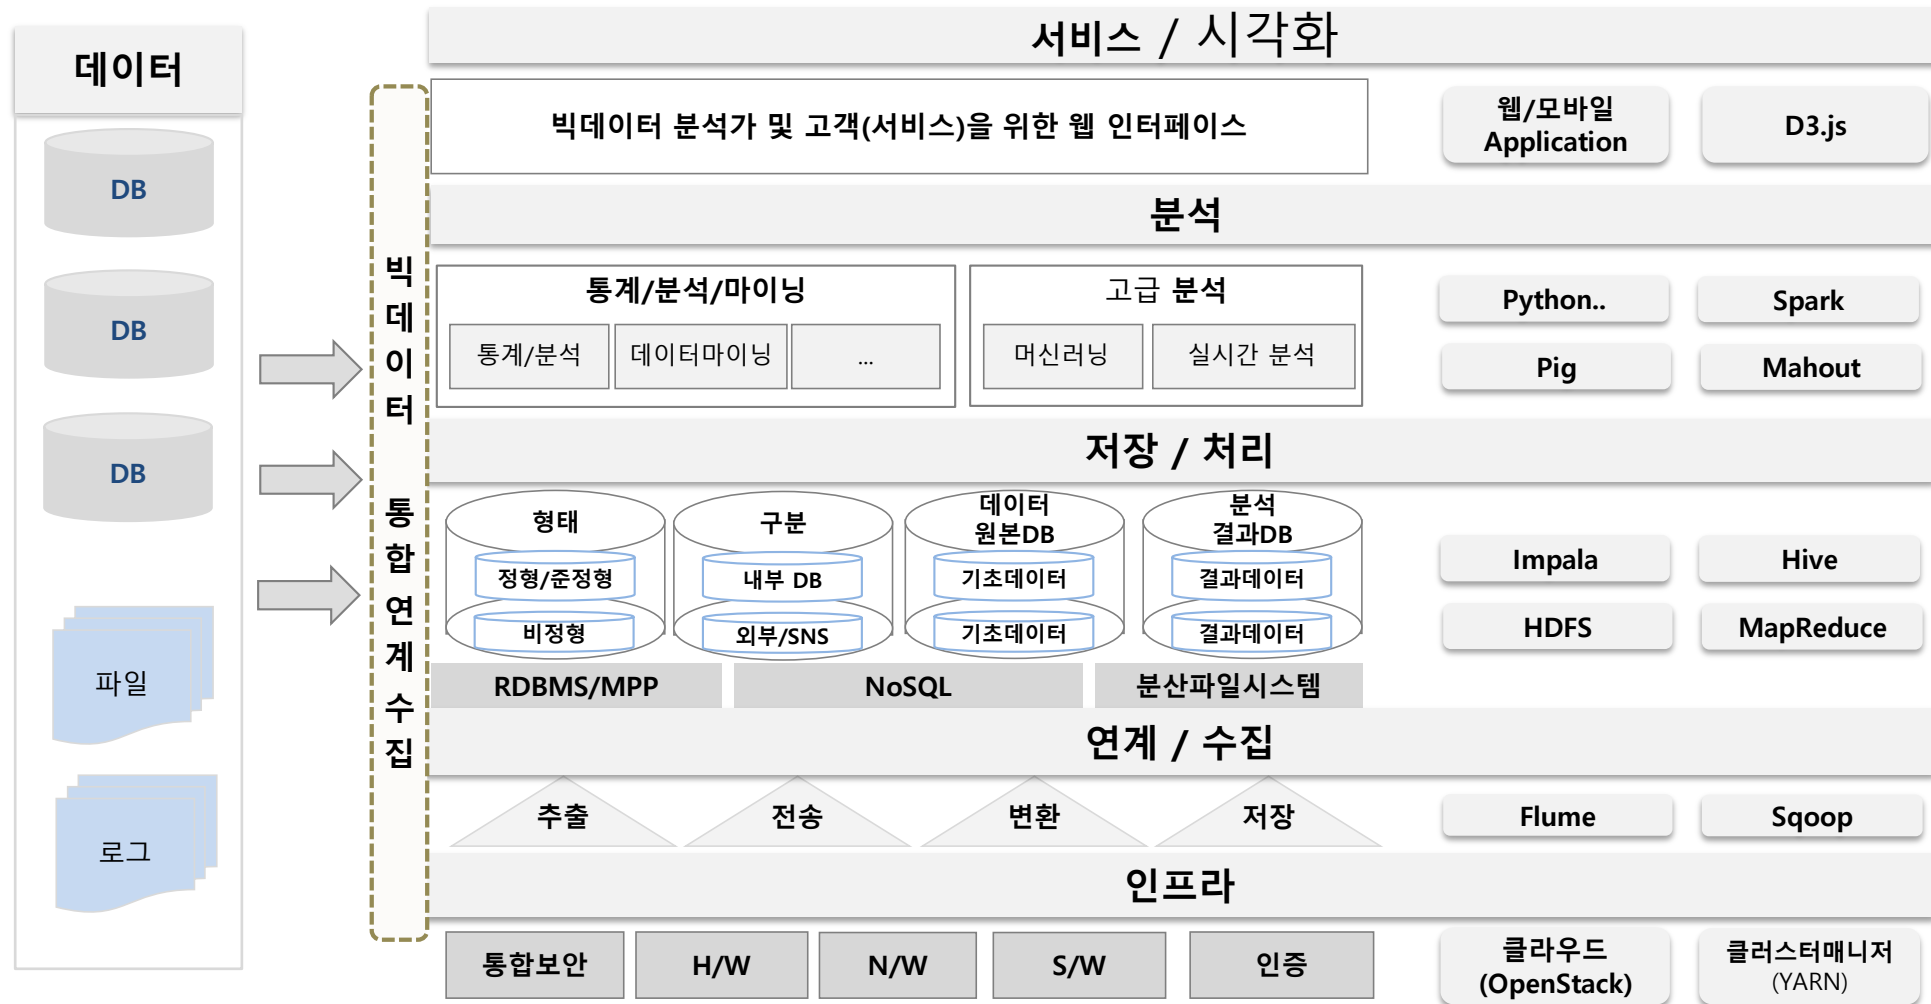 데이터
DB
DB
DB
파일
로그
빅데이터 통합 연계 수집
서비스 / 시각화
빅데이터 분석가 및 고객(서비스)을 위한 웹 인터페이스
웹/모바일
Application
D3.js
분석
통계/분석/마이닝
통계/분석
데이터마이닝
...
고급 분석
머신러닝
실시간 분석
Python..
Spark
Pig
Mahout
저장 / 처리
형태
정형/준정형
비정형
구분
내부 DB
외부/SNS
데이터
원본DB
기초데이터
기초데이터
분석
결과DB
결과데이터
결과데이터
Impala
Hive
HDFS
MapReduce
RDBMS/MPP
NoSQL
분산파일시스템
연계 / 수집
추출
전송
변환
저장
Flume
Sqoop
인프라
통합보안
H/W
N/W
S/W
인증
클라우드
(OpenStack)
클러스터매니저
(YARN)